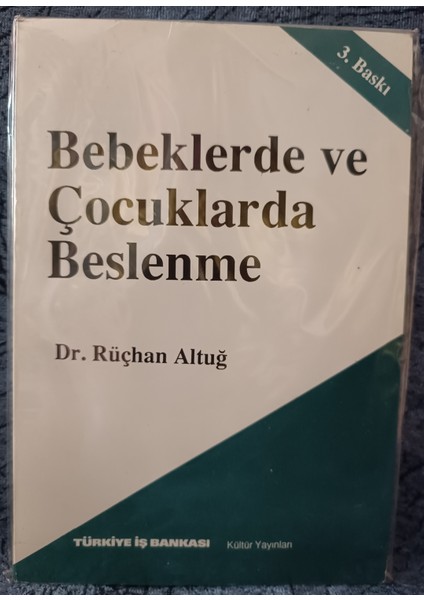 3. Baskı
Bebeklerde ve
Çocuklarda
Beslenme
Dr. Rüçhan Altuğ
TÜRKİYE İŞ BANKASI Kültür Yayınları